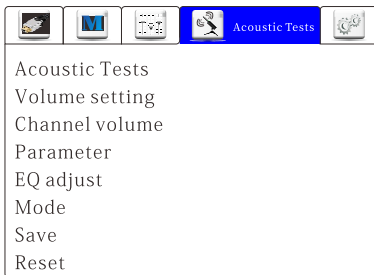 M
Acoustic Tests
Acoustic Tests
Volume setting
Channel volume
Parameter
EQ adjust
Mode
Save
Reset